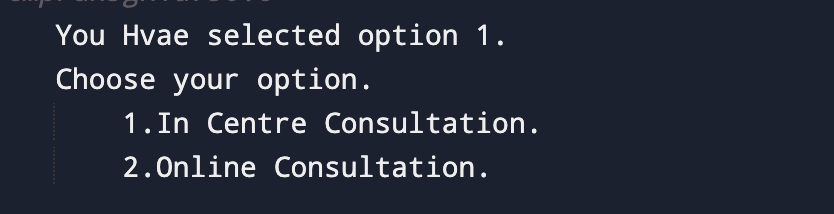 You Hvae selected option 1.
Choose your option.
1.In Centre Consultation.
2.Online Consultation.